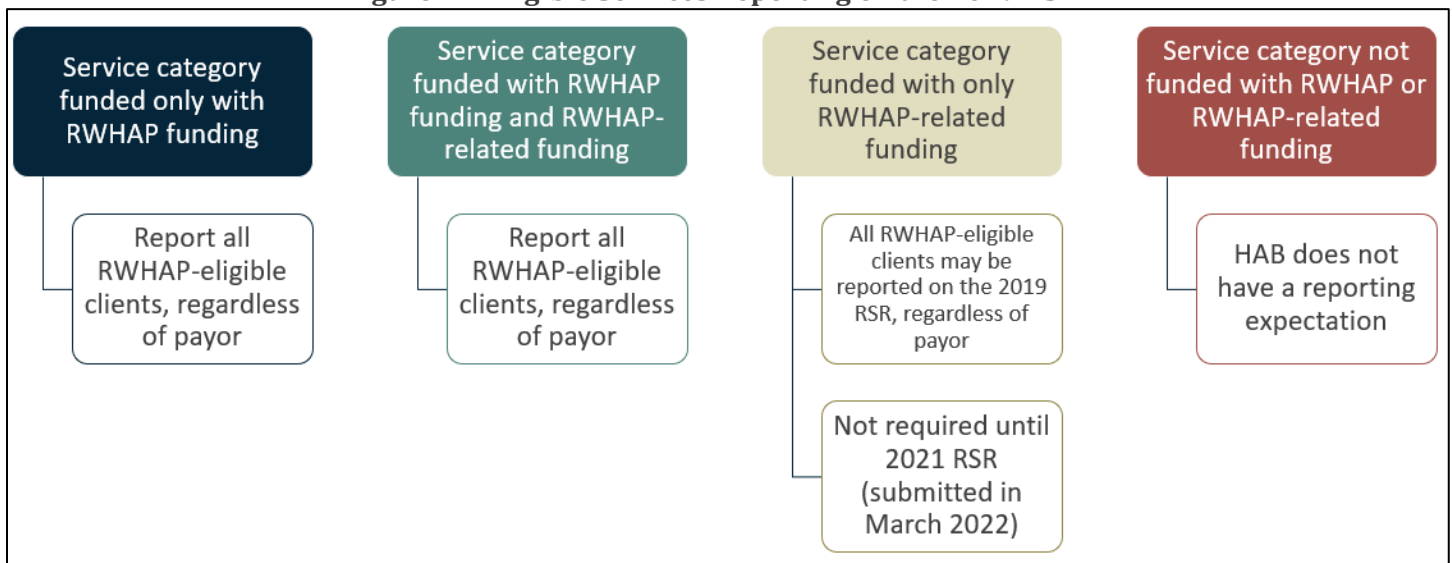 Service category
funded only with
RWHAP funding
Report all
RWHAP-eligible
clients, regardless
of payor
Service category
funded with RWHAP
funding and RWHAP-
related funding
Report all
RWHAP-eligible
clients, regardless
of payor
Service category
funded with only
RWHAP-related
funding
All RWHAP-eligible
clients may be
reported on the 2019
RSR, regardless of
payor
Not required until
2021 RSR
(submitted in
March 2022)
Service category not
funded with RWHAP or
RWHAP-related
funding
HAB does not
have a reporting
expectation